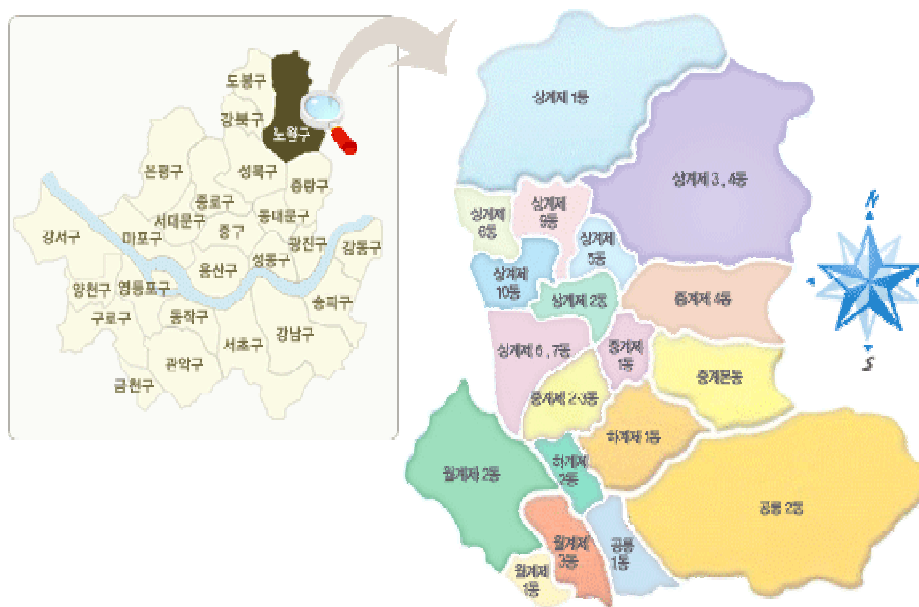 도봉구
강북구
노원구
은평구
성북구
중랑구
종로구
서대문구
동대문구
강서구
마포구
중구
광진구
강동구
성동구
용산구
양천구
영등포구
송파구
구로구
동작구
강남구
서초구
관악구
금천구
상계제 1동
상계제 3, 4동
상계제
9동
상계제
상계제
5동
상계제
10동
상계제 2동
중계제 4동
상계제 6, 7동
중계제
1동
중계본동
중계제 2·3동
하계제 1동
하계제
2동
월계제 2동
공릉 2동
월계제
3동
공릉
1동
월계제
1동
N
S